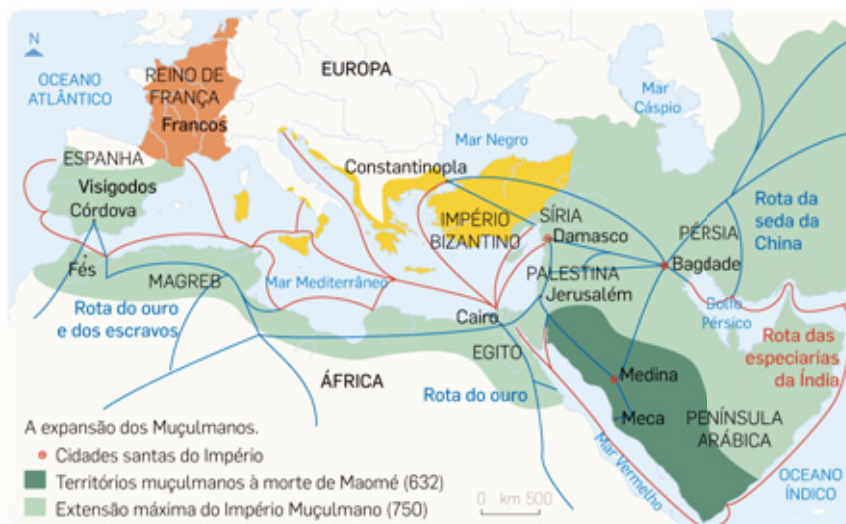 N
OCEANO
ATLÂNTICO
REINO DE
FRANÇA
Francos
EUROPA
Mar
Cáspio
Mar Negro
ESPANHA
Visigodos
Córdova
Constantinopla
IMPÉRIO
BIZANTINO
SÍRIA
Damasco
PÉRSIA
Rota da
seda da
China
Bagdade
Fés
MAGREB
Mar Mediterrâneo
PALESTINA
Jerusalém
Rota do ouro
e dos escravos
Cairo
Golfo
Pérsico
EGITO
Rota das
especiarias
da Índia
ÁFRICA
Rota do ouro
Medina
Meca
PENÍNSULA
ARÁBICA
Mar Vermelho
OCEANO
ÍNDICO
A expansão dos Muçulmanos.
Cidades santas do Império
Territórios muçulmanos à morte de Maomé (632)
Extensão máxima do Império Muçulmano (750)
0 km 500